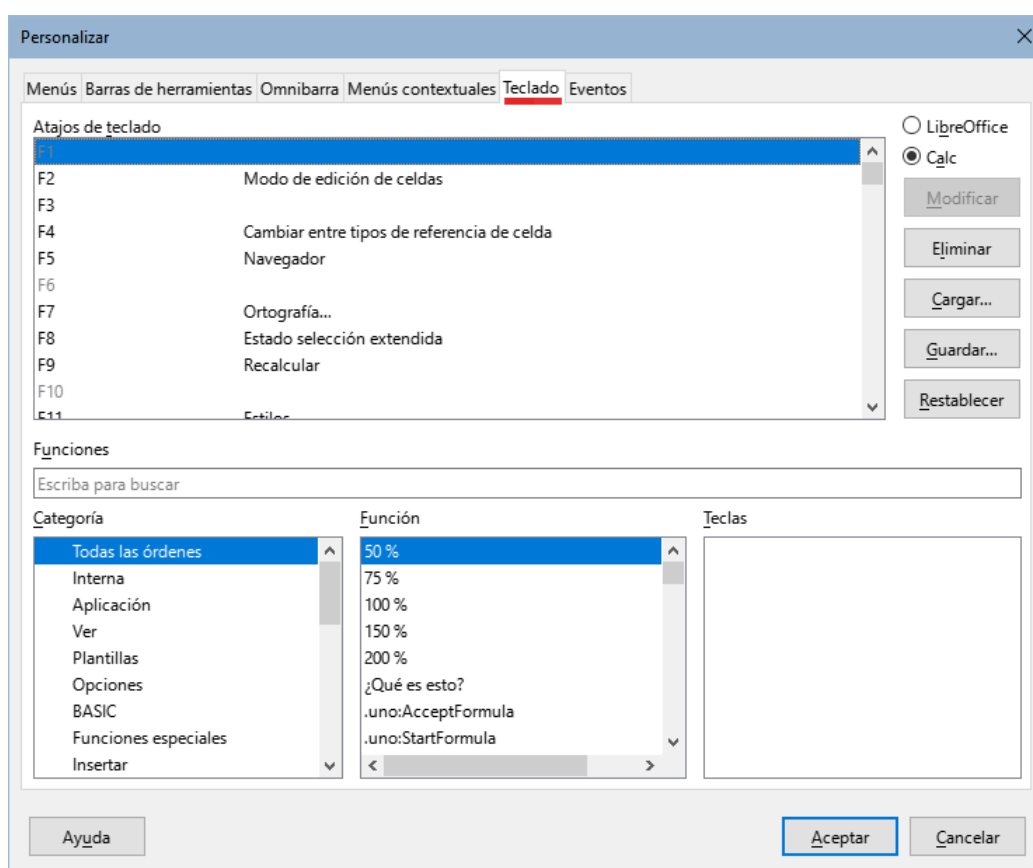 Personalizar
Menús Barras de herramientas Omnibarra Menús contextuales Teclado Eventos
Atajos de teclado
LibreOffice
Calc
F1
F2 Modo de edición de celdas
F3
F4 Cambiar entre tipos de referencia de celda
F5 Navegador
F6
F7 Ortografía...
F8 Estado selección extendida
F9 Recalcular
F10
F11 Estilos
Modificar
Eliminar
Cargar...
Guardar...
Restablecer
Funciones
Escriba para buscar
Categoría
Todas las órdenes
Interna
Aplicación
Ver
Plantillas
Opciones
BASIC
Funciones especiales
Insertar
Función
50 %
75 %
100 %
150 %
200 %
¿Qué es esto?
.uno:AcceptFormula
.uno:StartFormula
Teclas
Ayuda
Aceptar
Cancelar